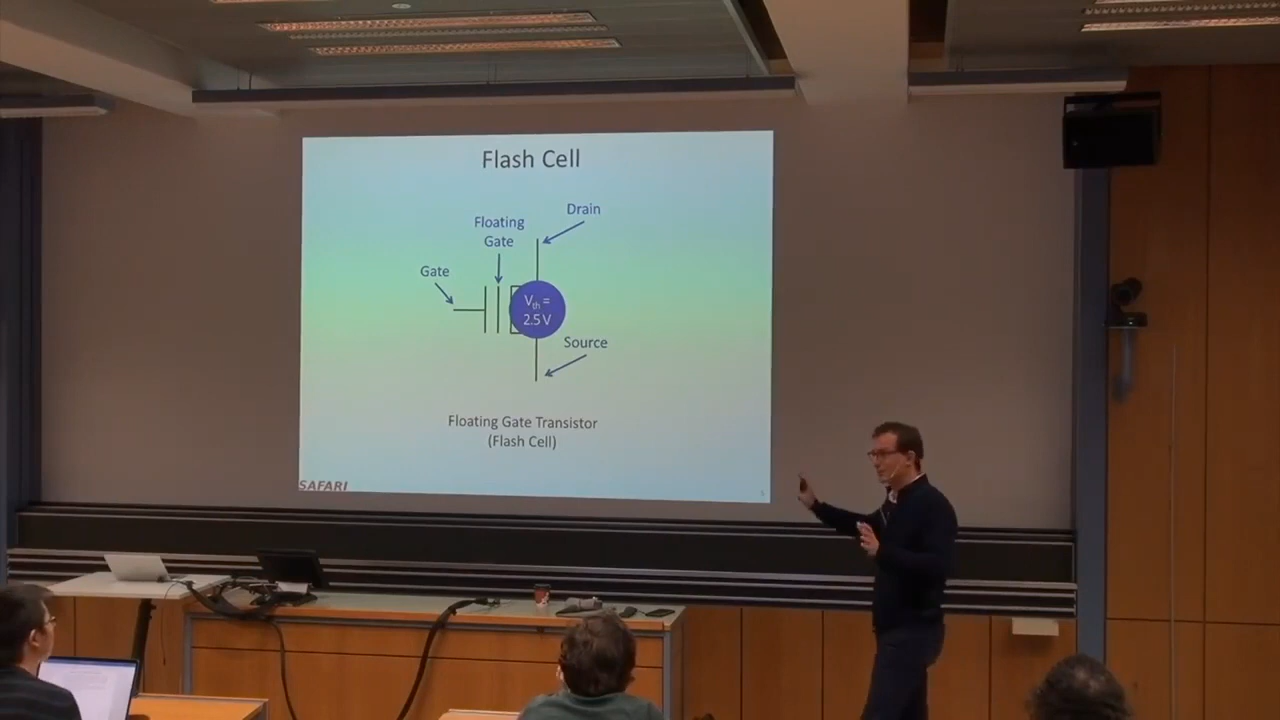 Flash Cell
Drain
Floating
Gate
Gate
Vth =
2.5 V
Source
Floating Gate Transistor
(Flash Cell)
SAFARI